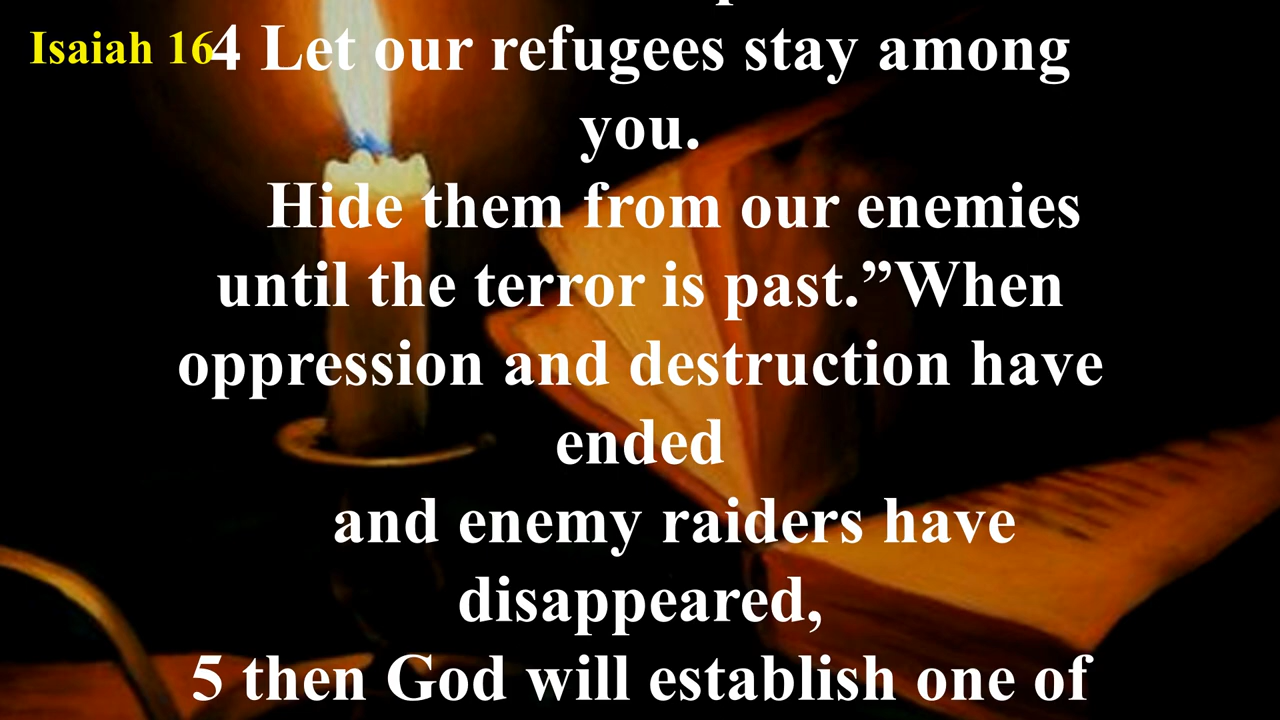 Isaiah 16
4 Let our refugees stay among
you.
Hide them from our enemies
until the terror is past.”When
oppression and destruction have
ended
and enemy raiders have
disappeared,
5 then God will establish one of